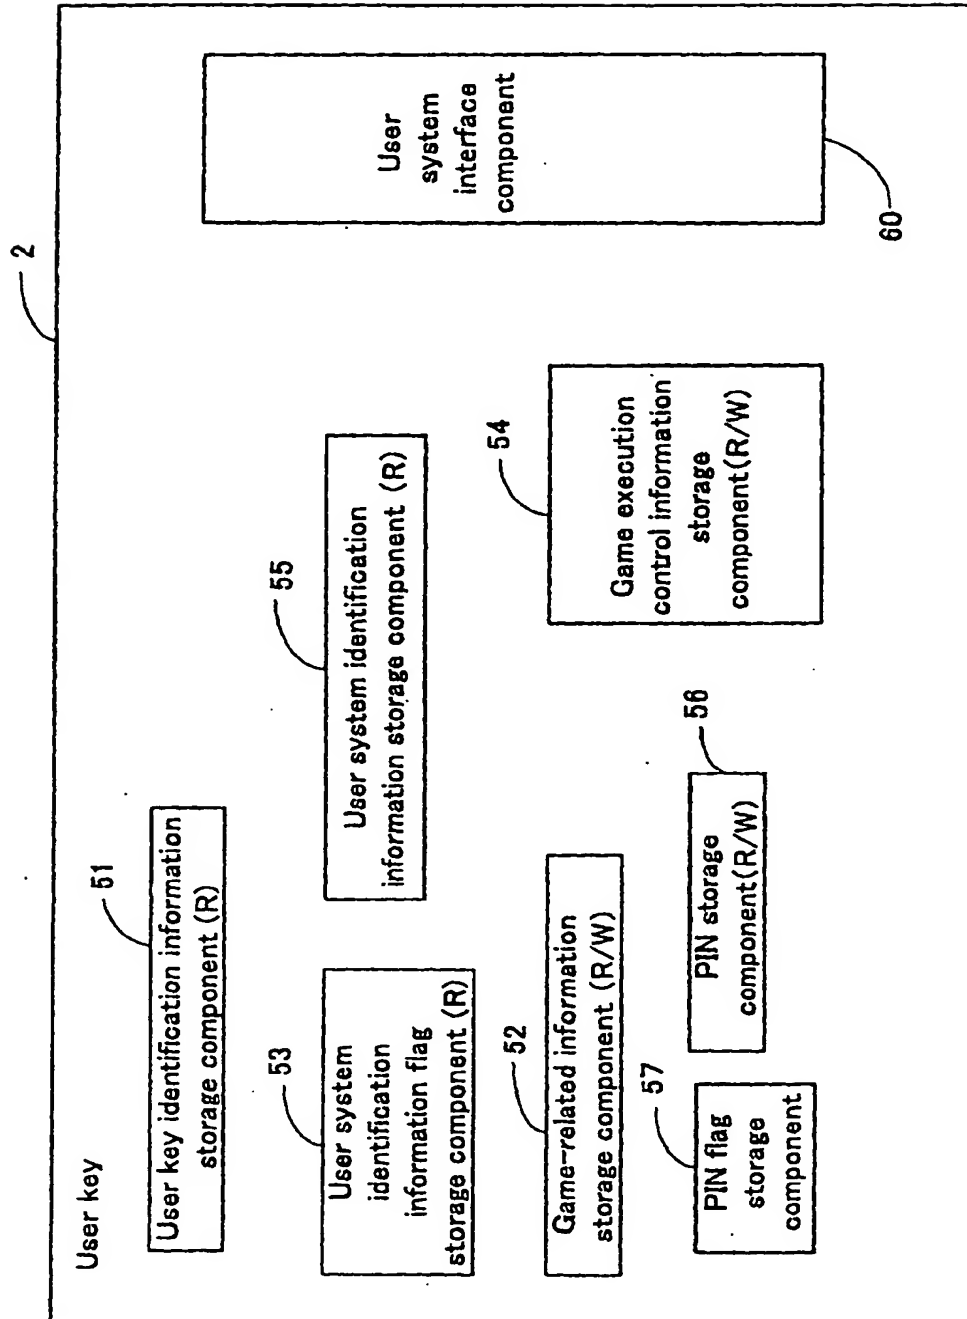 2
User key
51
User key identification information
storage component (R)
53
User system
identification
information flag
storage component (R)
55
User system identification
information storage component (R)
52
Game-related information
storage component (R/W)
54
Game execution
control information
storage
component(R/W)
57
PIN flag
storage
component
56
PIN storage
component(R/W)
User
system
interface
component
60